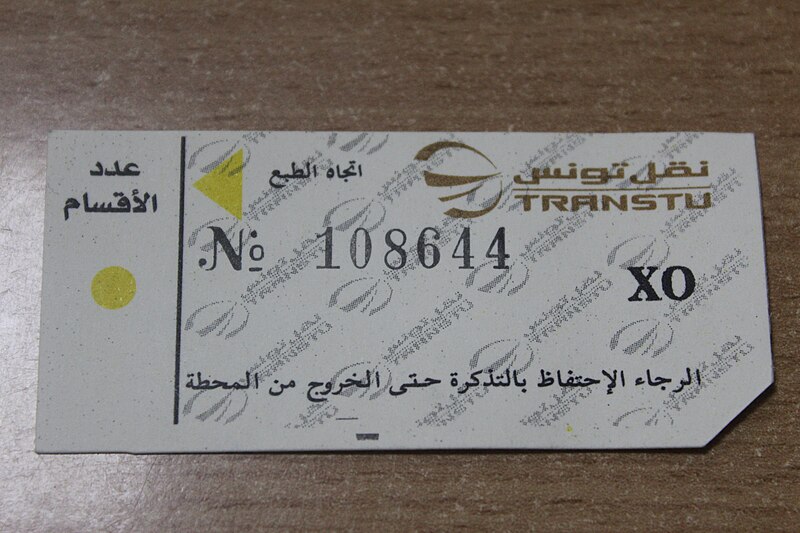 عدد
الأقسام
اتجاه الطبع
نقل تونس
TRANSTU
№ 108644
XO
الرجاء الإحتفاظ بالتذكرة حتى الخروج من المحطة